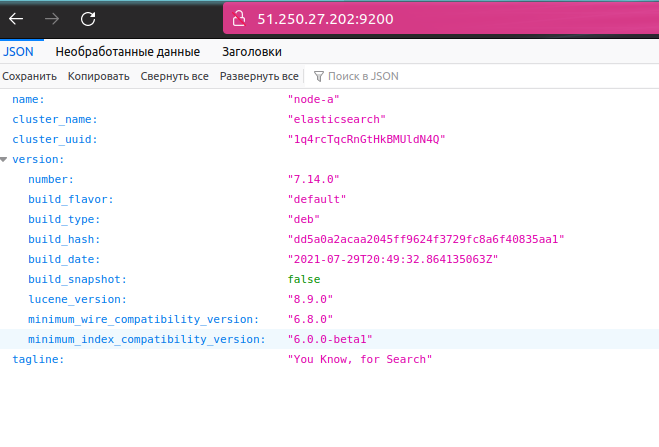 51.250.27.202:9200
JSON Необработанные данные Заголовки
Сохранить Копировать Свернуть все Развернуть все Поиск в JSON
name: "node-a"
cluster_name: "elasticsearch"
cluster_uuid: "1q4rcTqcRnGtHkBMUldN4Q"
version:
number: "7.14.0"
build_flavor: "default"
build_type: "deb"
build_hash: "dd5a0a2acaa2045ff9624f3729fc8a6f40835aa1"
build_date: "2021-07-29T20:49:32.864135063Z"
build_snapshot: false
lucene_version: "8.9.0"
minimum_wire_compatibility_version: "6.8.0"
minimum_index_compatibility_version: "6.0.0-beta1"
tagline: "You Know, for Search"